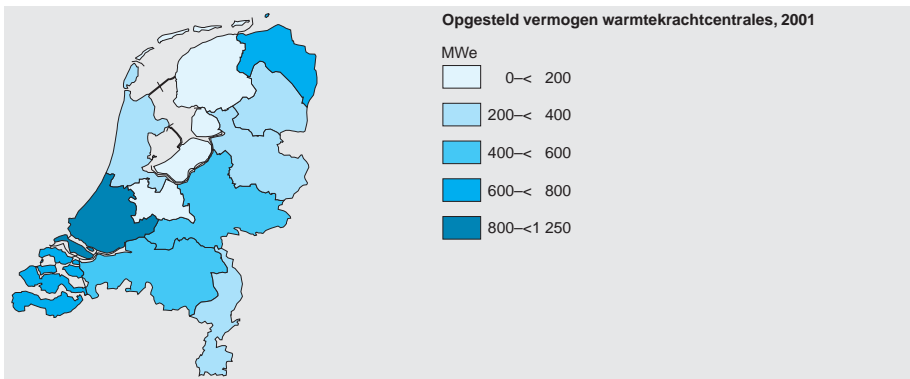 Opgesteld vermogen warmtekrachtcentrales, 2001
MWe
0–< 200
200–< 400
400–< 600
600–< 800
800–<1 250